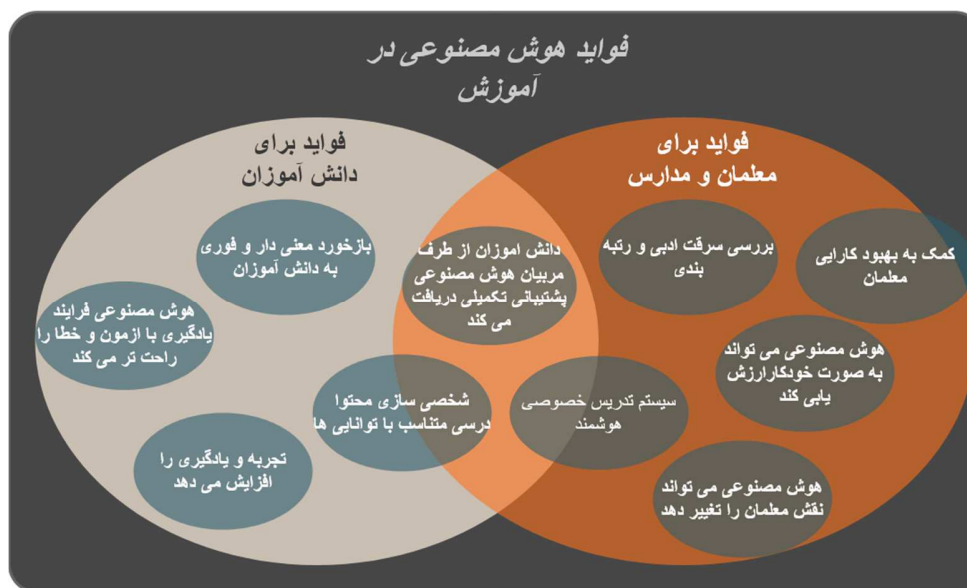 فواید هوش مصنوعی در
آموزش
فواید برای
معلمان و مدارس
کمک به بهبود کارایی
معلمان
بررسی سرقت ادبی و رتبه
بندی
هوش مصنوعی می تواند
به صورت خودکارارزش
یابی کند
سیستم تدریس خصوصی
هوشمند
هوش مصنوعی می تواند
نقش معلمان را تغییر دهد
دانش اموزان از طرف
مربیان هوش مصنوعی
پشتیبانی تکمیلی دریافت
می کند
فواید برای
دانش آموزان
بازخورد معنی دار و فوری
به دانش آموزان
هوش مصنوعی فرایند
یادگیری با ازمون و خطا را
راحت تر می کند
شخصی سازی محتوا
درسی متناسب با توانایی ها
تجربه و یادگیری را
افزایش می دهد